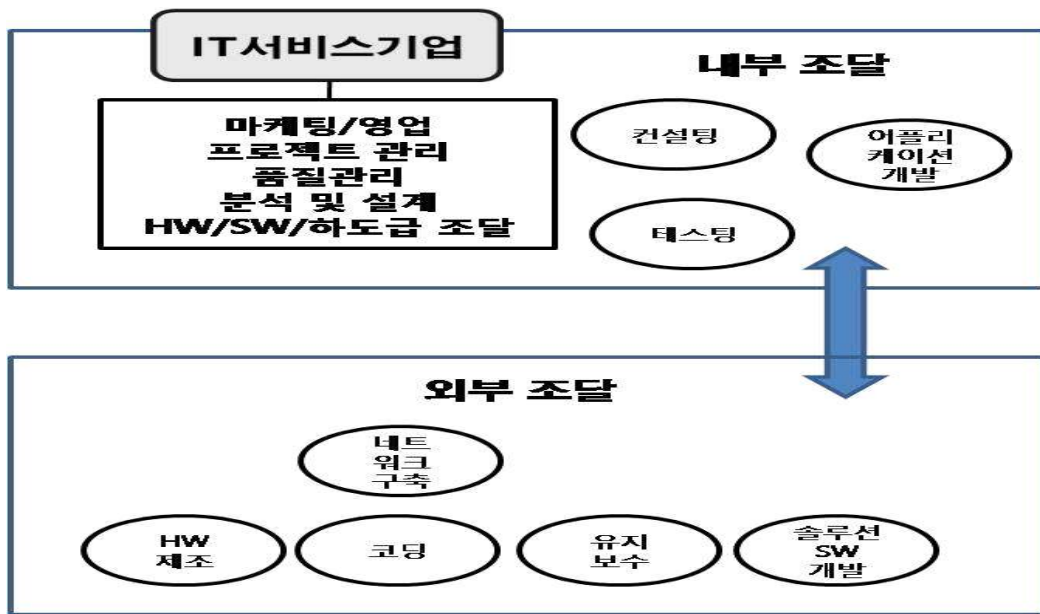 IT서비스기업
내부 조달
마케팅/영업
프로젝트 관리
품질관리
분석 및 설계
HW/SW/하도급 조달
컨설팅
어플리
케이션
개발
테스팅
외부 조달
네트
워크
구축
HW
제조
코딩
유지
보수
솔루션
SW
개발